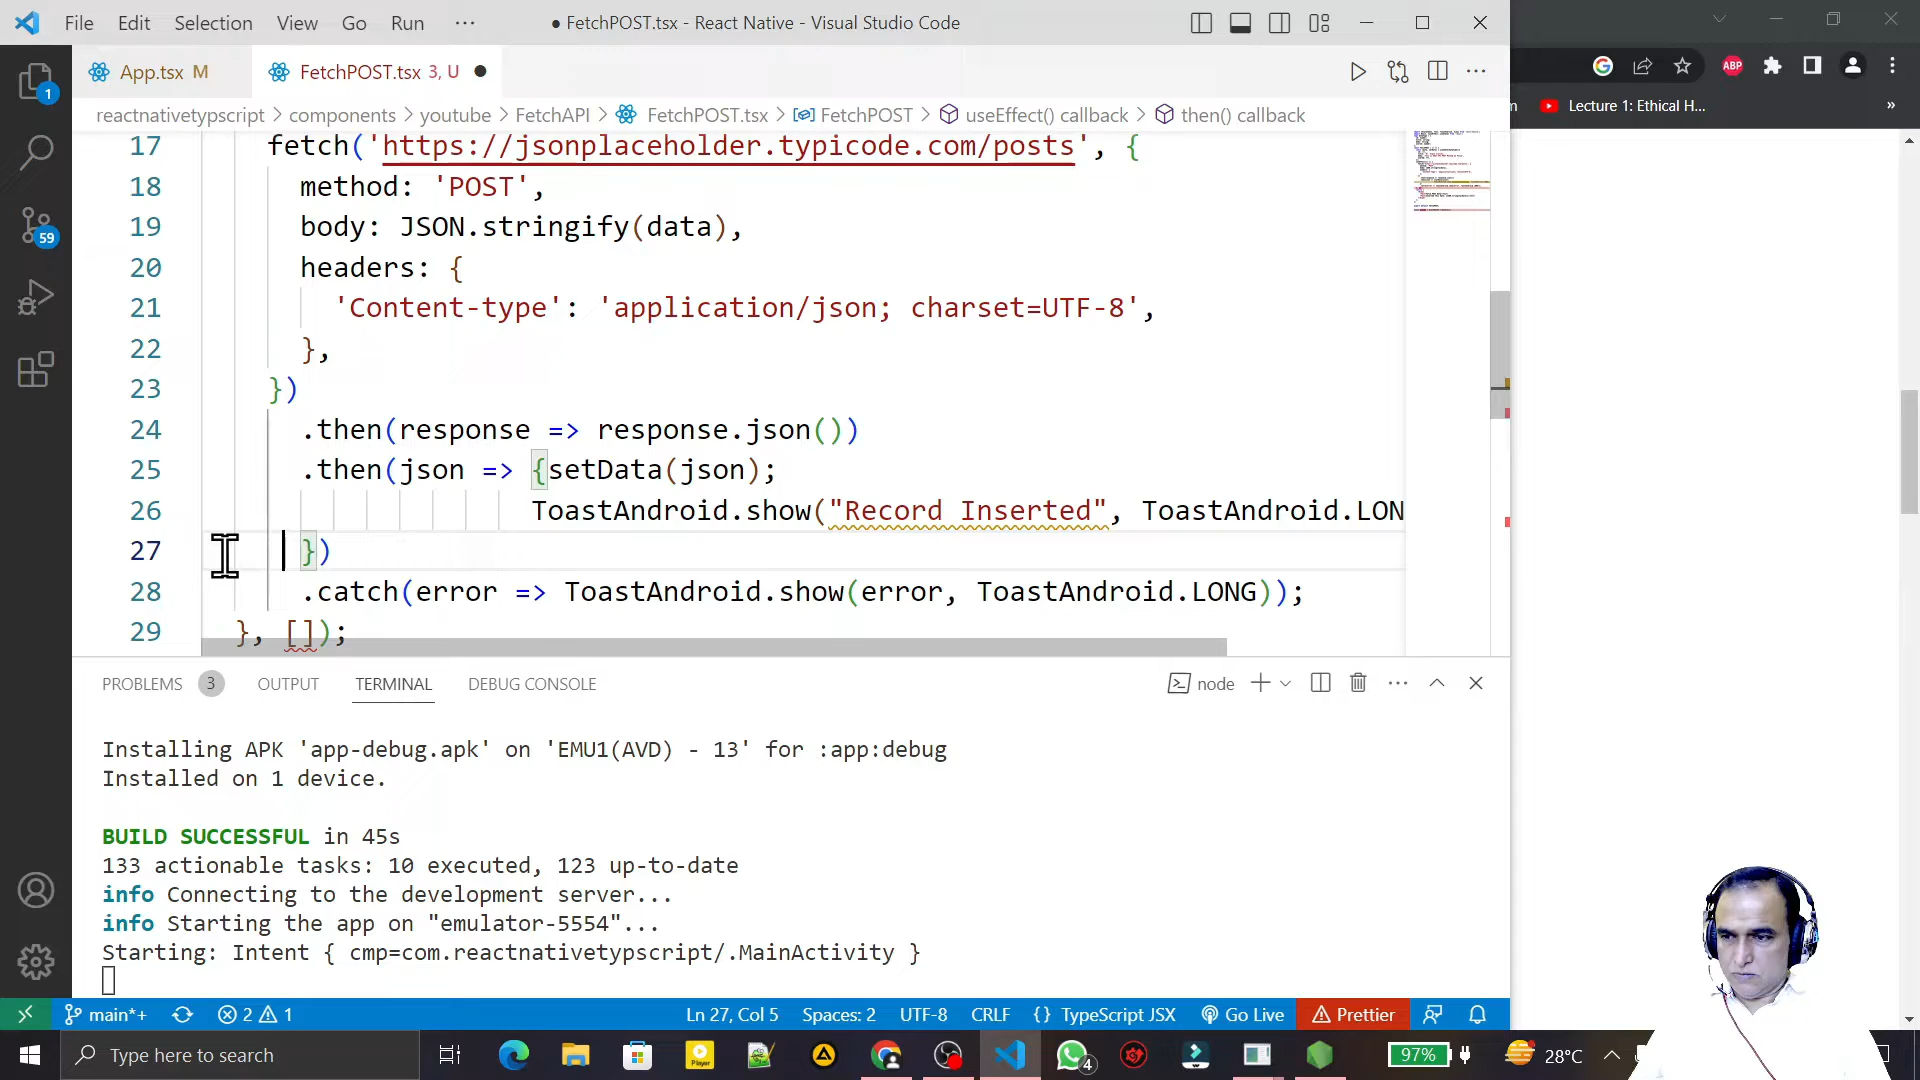 File Edit Selection View Go Run ··· ● FetchPOST.tsx - React Native - Visual Studio Code
App.tsx M FetchPOST.tsx 3, U ●
reactnativetypscript > components > youtube > FetchAPI > FetchPOST.tsx > FetchPOST > useEffect() callback > then() callback
17 fetch('https://jsonplaceholder.typicode.com/posts', {
18 method: 'POST',
19 body: JSON.stringify(data),
20 headers: {
21 'Content-type': 'application/json; charset=UTF-8',
22 },
23 })
24 .then(response => response.json())
25 .then(json => {setData(json);
26 ToastAndroid.show("Record Inserted", ToastAndroid.LON
27 })
28 .catch(error => ToastAndroid.show(error, ToastAndroid.LONG));
29 }, []);
PROBLEMS 3 OUTPUT TERMINAL DEBUG CONSOLE node
Installing APK 'app-debug.apk' on 'EMU1(AVD) - 13' for :app:debug
Installed on 1 device.
BUILD SUCCESSFUL in 45s
133 actionable tasks: 10 executed, 123 up-to-date
info Connecting to the development server...
info Starting the app on "emulator-5554"...
Starting: Intent { cmp=com.reactnativetypscript/.MainActivity }
main*+ 2 1 Ln 27, Col 5 Spaces: 2 UTF-8 CRLF {} TypeScript JSX Go Live Prettier
Type here to search 97% 28°C
1
59
ABP
Lecture 1: Ethical H... »
Player
4